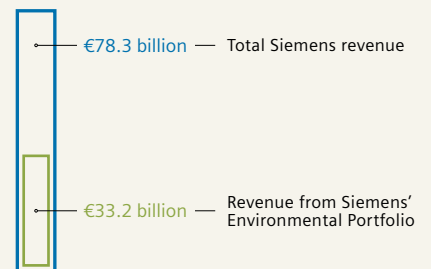 €78.3 billion — Total Siemens revenue
€33.2 billion — Revenue from Siemens’
Environmental Portfolio